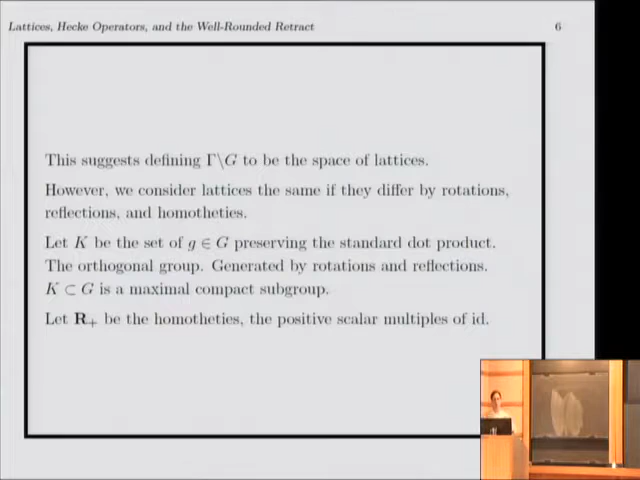 Lattices, Hecke Operators, and the Well-Rounded Retract 6
This suggests defining Γ\G to be the space of lattices.
However, we consider lattices the same if they differ by rotations,
reflections, and homotheties.
Let K be the set of g ∈ G preserving the standard dot product.
The orthogonal group. Generated by rotations and reflections.
K ⊂ G is a maximal compact subgroup.
Let R₊ be the homotheties, the positive scalar multiples of id.